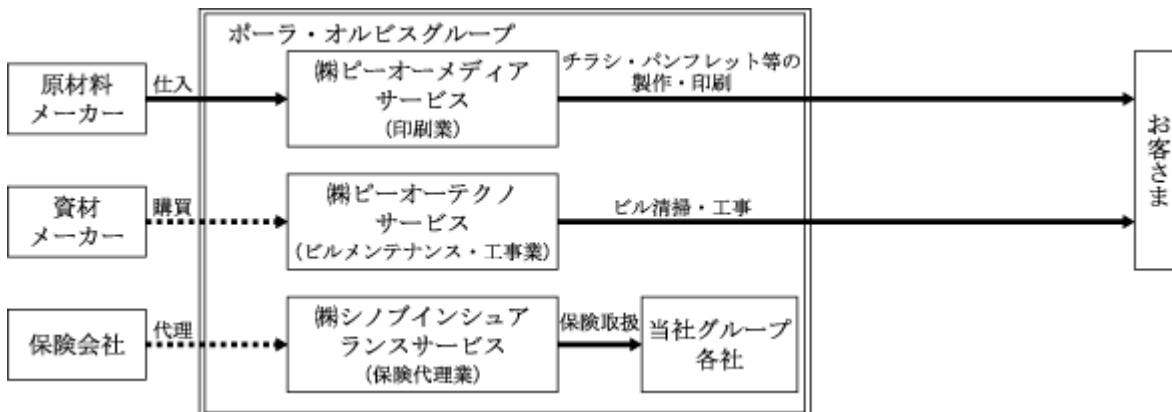 ポーラ・オルビスグループ
原材料
メーカー
仕入
㈱ピーオーメディア
サービス
(印刷業)
チラシ・パンフレット等の
製作・印刷
お客さま
資材
メーカー
購買
㈱ピーオーテクノ
サービス
(ビルメンテナンス・工事業)
ビル清掃・工事
保険会社
代理
㈱シノブインシュア
ランスサービス
(保険代理業)
保険取扱
当社グループ
各社